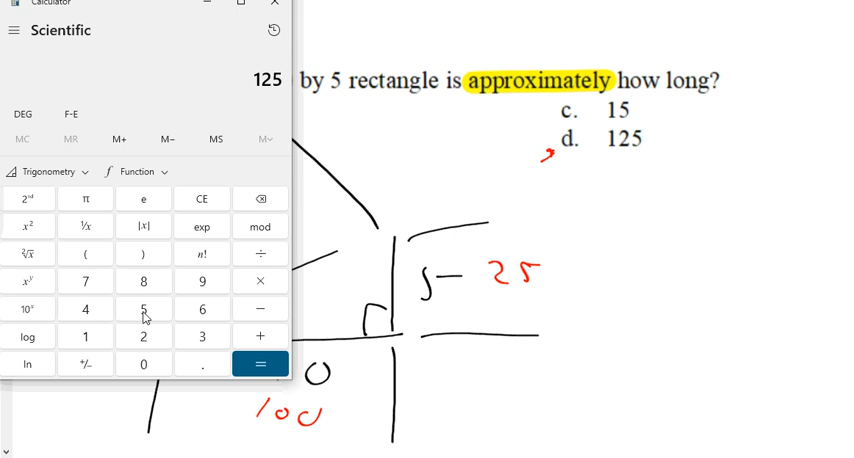 Calculator
Scientific
125
by 5 rectangle is approximately how long?
c. 15
d. 125
DEG F-E
MC MR M+ M− MS M
Trigonometry f Function
2ⁿᵈ π e CE
x² ¹/x |x| exp mod
²√x ( ) n! ÷
xʸ 7 8 9 ×
10ˣ 4 5 6 −
log 1 2 3 +
ln +/− 0 . =
5 25
0
100